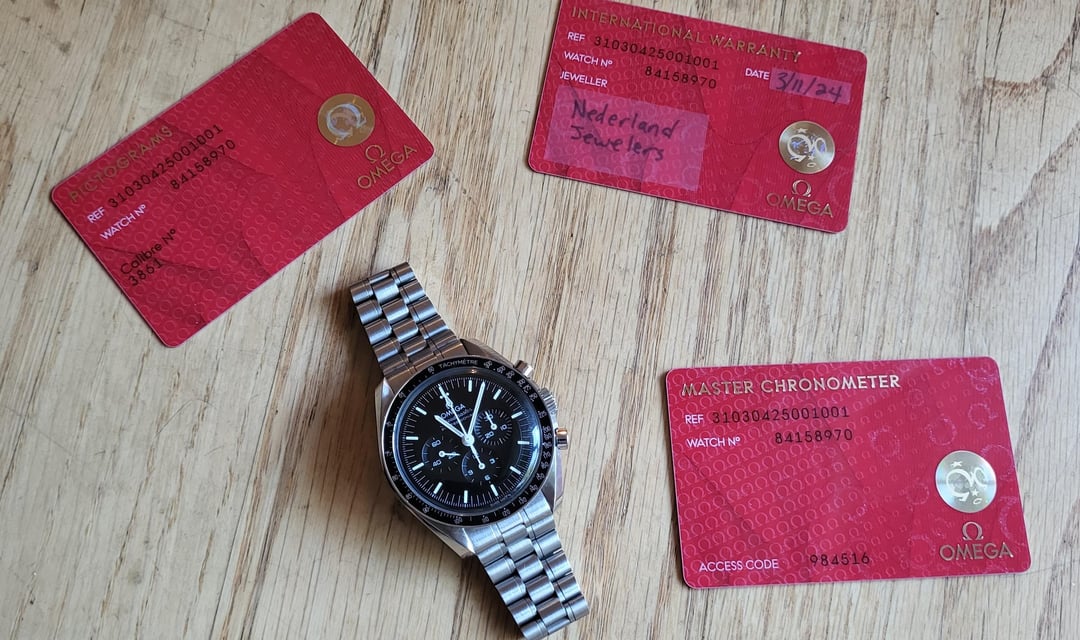 PICTOGRAMS
REF 31030425001001
WATCH Nº 84158970
Calibre Nº
3861
OMEGA
INTERNATIONAL WARRANTY
REF 31030425001001
WATCH Nº 84158970
DATE 3/11/24
JEWELLER
Nederland
Jewelers
OMEGA
TACHYMÈTRE
OMEGA
MASTER CHRONOMETER
REF 31030425001001
WATCH Nº 84158970
ACCESS CODE 984516
OMEGA